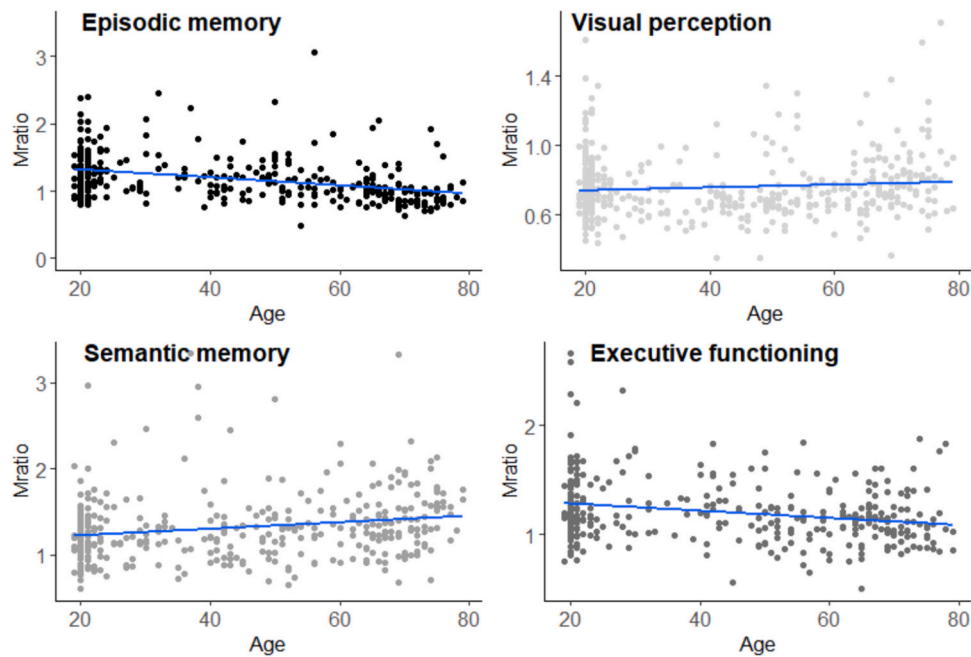 Episodic memory
Mratio
3
2
1
0
20 40 60 80
Age
Visual perception
Mratio
1.4
1.0
0.6
20 40 60 80
Age
Semantic memory
Mratio
3
2
1
20 40 60 80
Age
Executive functioning
Mratio
2
1
20 40 60 80
Age